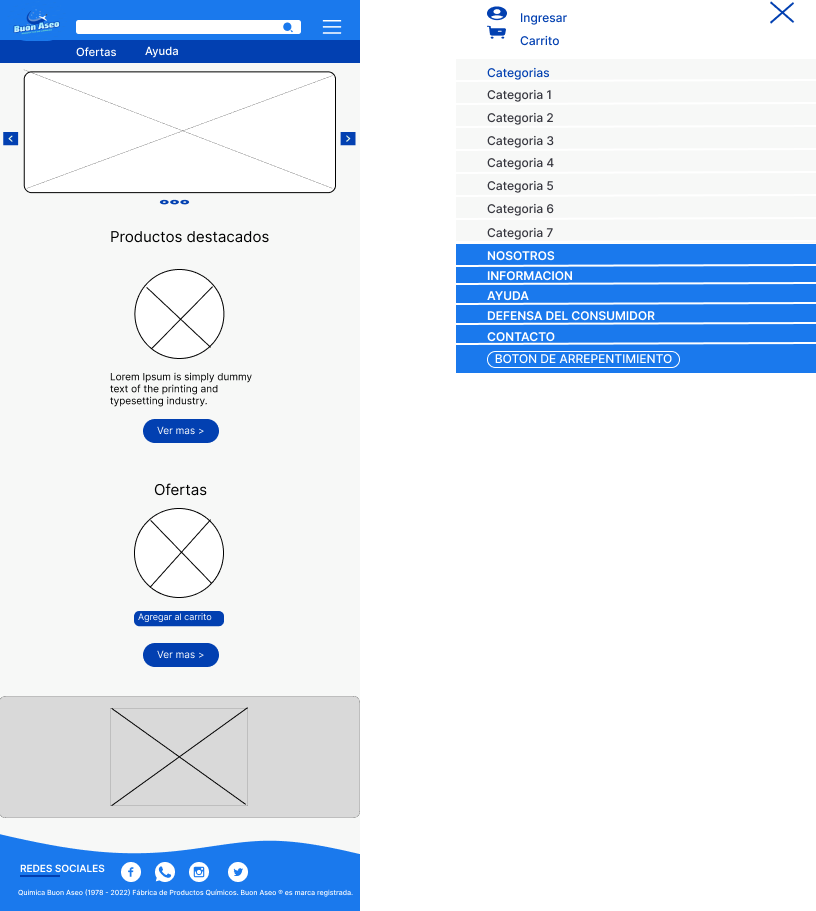 Buon Aseo
Ofertas
Ayuda
<
>
Productos destacados
Lorem Ipsum is simply dummy
text of the printing and
typesetting industry.
Ver mas >
Ofertas
Agregar al carrito
Ver mas >
REDES SOCIALES
Quimica Buon Aseo (1978 - 2022) Fábrica de Productos Químicos. Buon Aseo ® es marca registrada.
Ingresar
Carrito
Categorias
Categoria 1
Categoria 2
Categoria 3
Categoria 4
Categoria 5
Categoria 6
Categoria 7
NOSOTROS
INFORMACION
AYUDA
DEFENSA DEL CONSUMIDOR
CONTACTO
BOTON DE ARREPENTIMIENTO